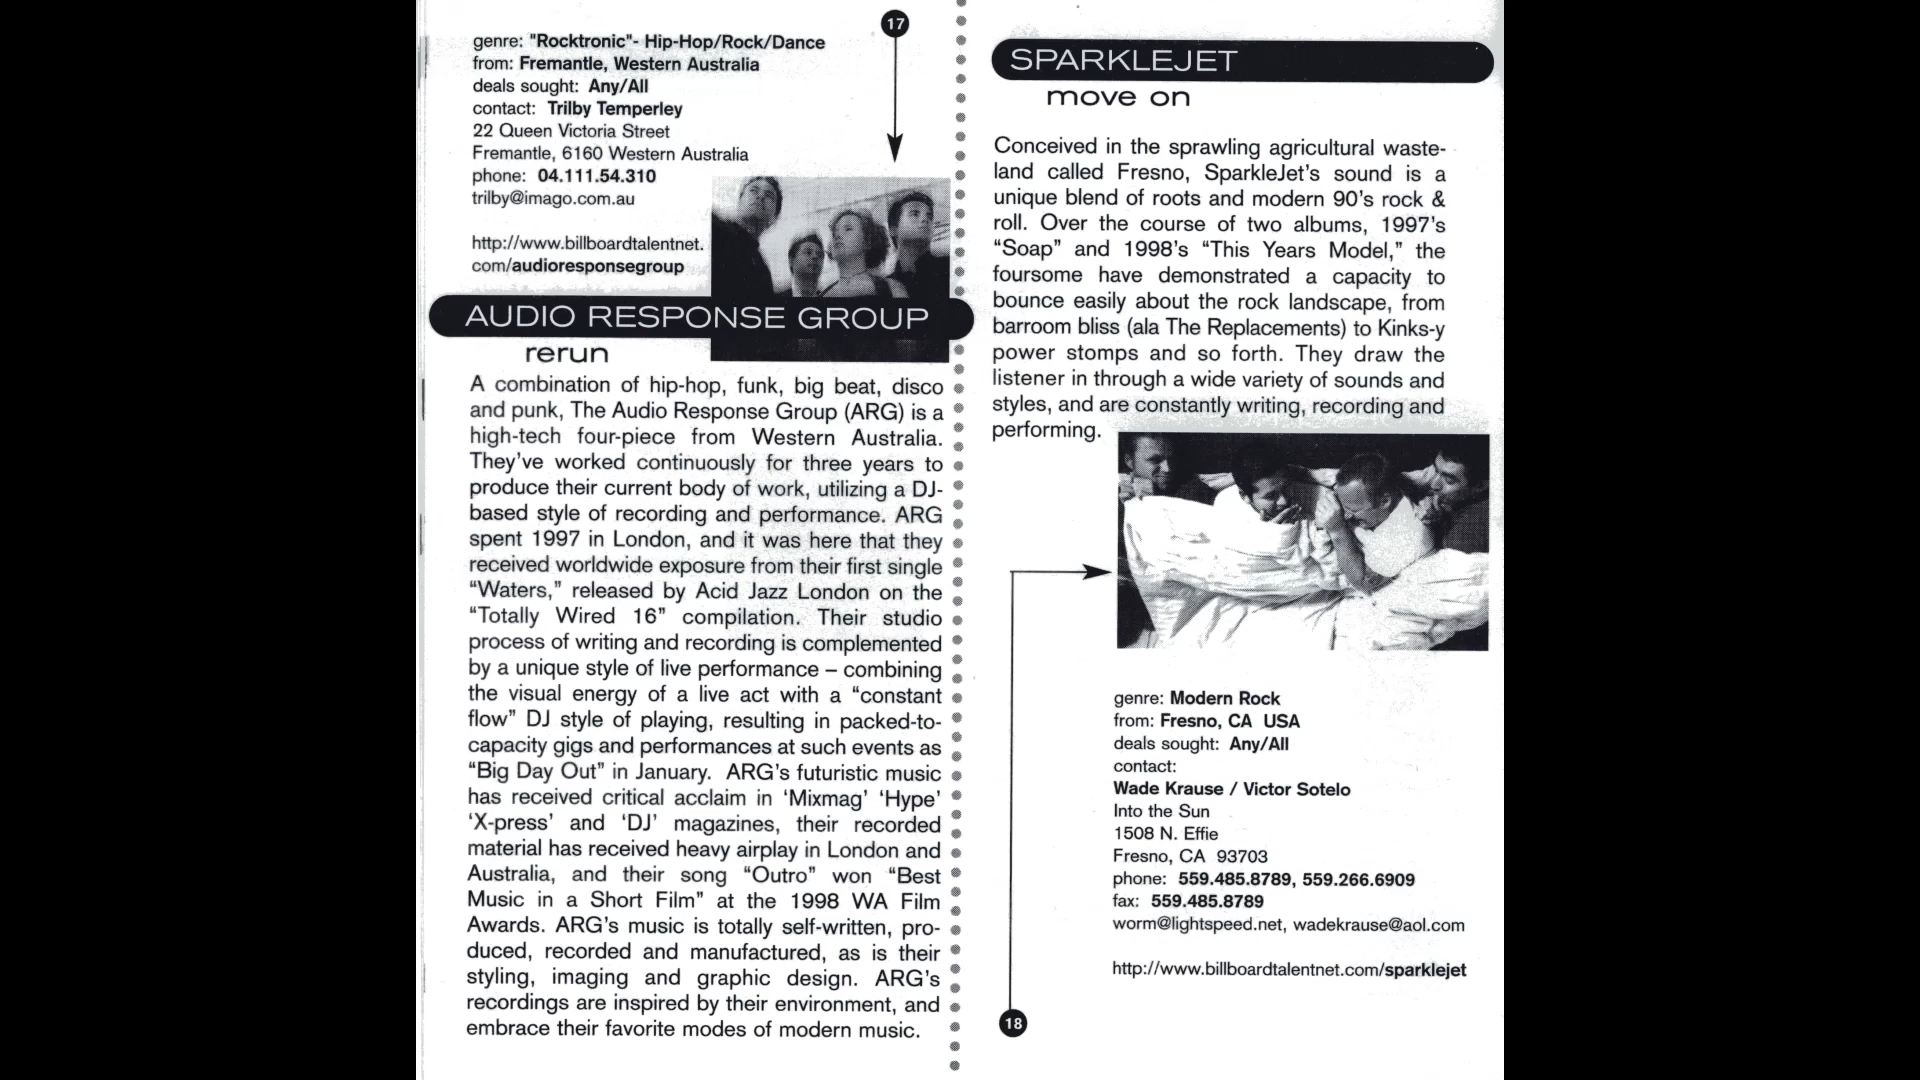 17
genre: "Rocktronic"- Hip-Hop/Rock/Dance
from: Fremantle, Western Australia
deals sought: Any/All
contact: Trilby Temperley
22 Queen Victoria Street
Fremantle, 6160 Western Australia
phone: 04.111.54.310
trilby@imago.com.au
http://www.billboardtalentnet.
com/audioresponsegroup
AUDIO RESPONSE GROUP
rerun
A combination of hip-hop, funk, big beat, disco
and punk, The Audio Response Group (ARG) is a
high-tech four-piece from Western Australia.
They've worked continuously for three years to
produce their current body of work, utilizing a DJ-
based style of recording and performance. ARG
spent 1997 in London, and it was here that they
received worldwide exposure from their first single
“Waters,” released by Acid Jazz London on the
“Totally Wired 16” compilation. Their studio
process of writing and recording is complemented
by a unique style of live performance – combining
the visual energy of a live act with a “constant
flow” DJ style of playing, resulting in packed-to-
capacity gigs and performances at such events as
“Big Day Out” in January. ARG's futuristic music
has received critical acclaim in ‘Mixmag’ ‘Hype’
‘X-press’ and ‘DJ’ magazines, their recorded
material has received heavy airplay in London and
Australia, and their song “Outro” won “Best
Music in a Short Film” at the 1998 WA Film
Awards. ARG's music is totally self-written, pro-
duced, recorded and manufactured, as is their
styling, imaging and graphic design. ARG's
recordings are inspired by their environment, and
embrace their favorite modes of modern music.
SPARKLEJET
move on
Conceived in the sprawling agricultural waste-
land called Fresno, SparkleJet's sound is a
unique blend of roots and modern 90's rock &
roll. Over the course of two albums, 1997's
“Soap” and 1998's “This Years Model,” the
foursome have demonstrated a capacity to
bounce easily about the rock landscape, from
barroom bliss (ala The Replacements) to Kinks-y
power stomps and so forth. They draw the
listener in through a wide variety of sounds and
styles, and are constantly writing, recording and
performing.
genre: Modern Rock
from: Fresno, CA USA
deals sought: Any/All
contact:
Wade Krause / Victor Sotelo
Into the Sun
1508 N. Effie
Fresno, CA 93703
phone: 559.485.8789, 559.266.6909
fax: 559.485.8789
worm@lightspeed.net, wadekrause@aol.com
http://www.billboardtalentnet.com/sparklejet
18